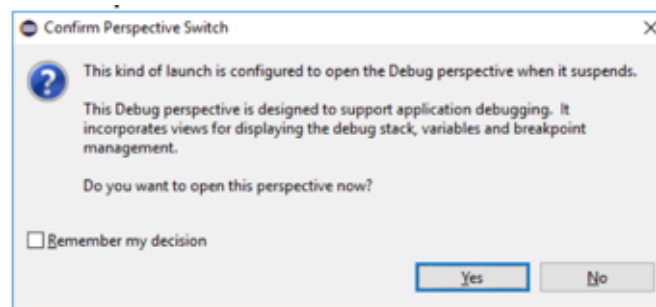 Confirm Perspective Switch
This kind of launch is configured to open the Debug perspective when it suspends.
This Debug perspective is designed to support application debugging. It
incorporates views for displaying the debug stack, variables and breakpoint
management.
Do you want to open this perspective now?
Remember my decision
Yes
No